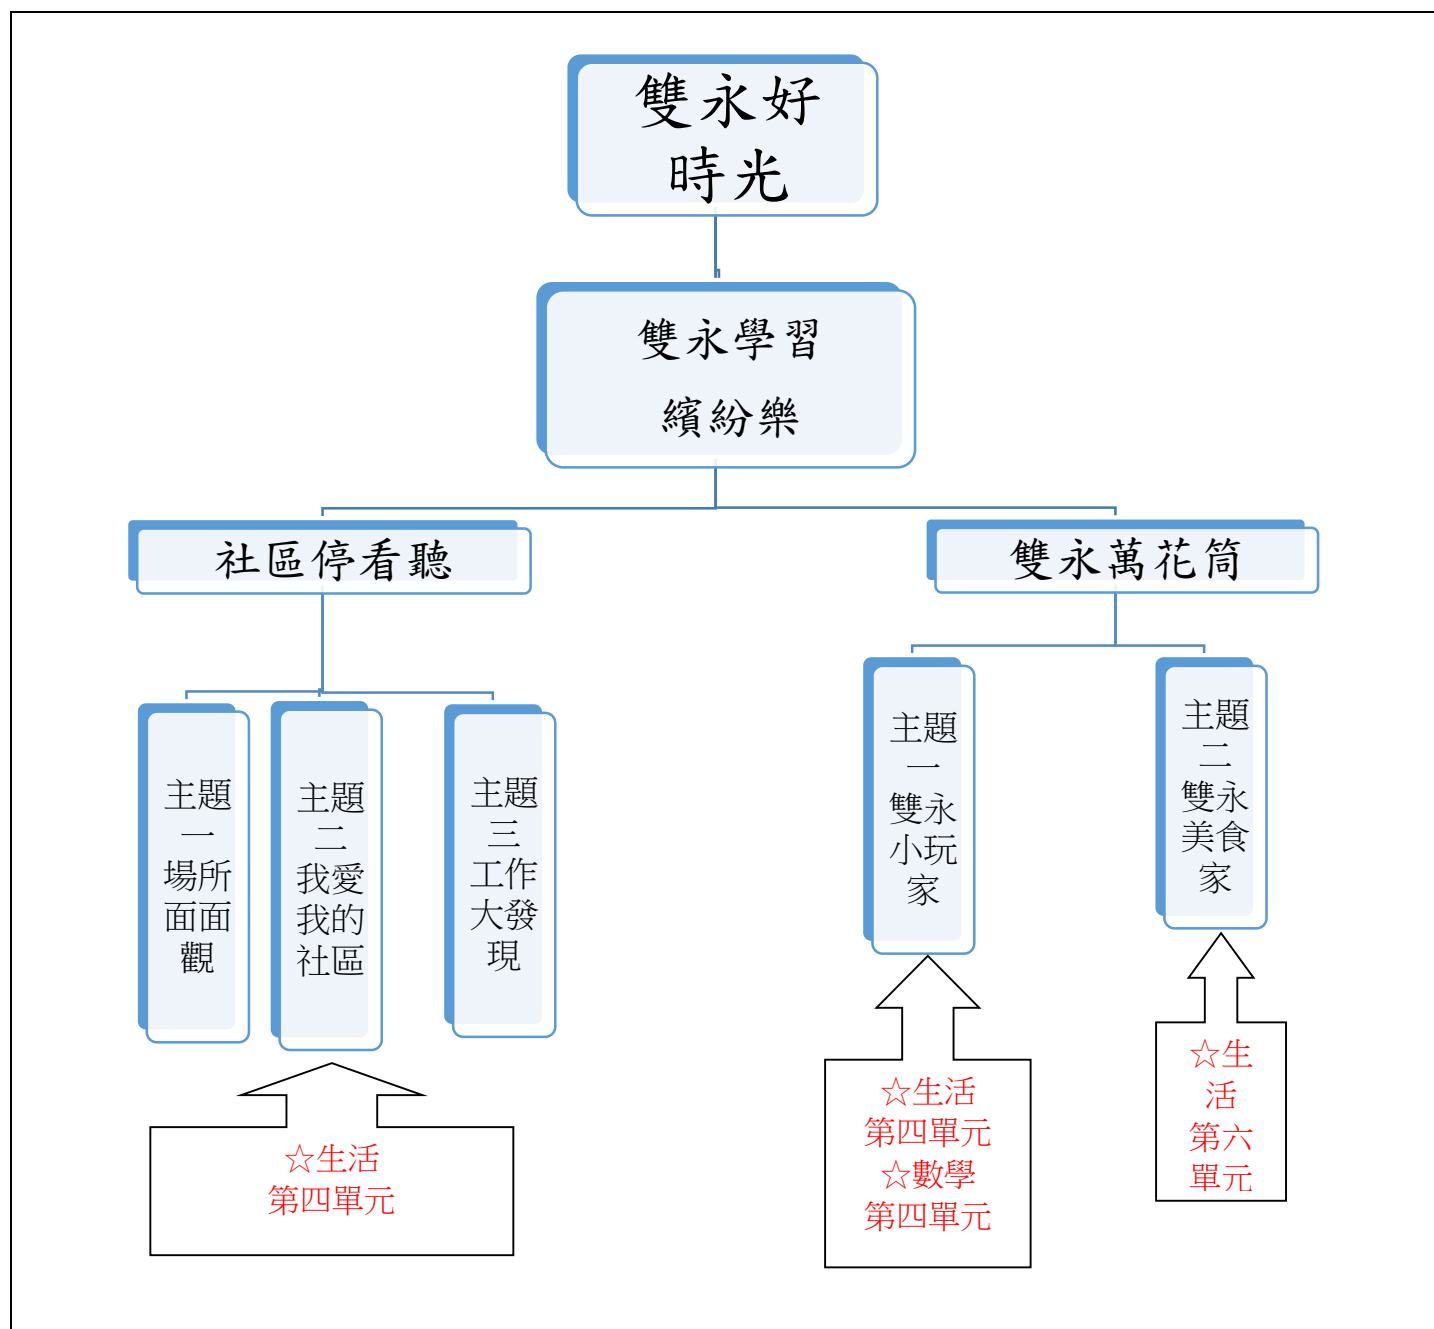 雙永好
時光
雙永學習
繽紛樂
社區停看聽
雙永萬花筒
主題
一
場所
面面
觀
主題
二
我愛
我的
社區
主題
三
工作
大發
現
主題
一
雙永
小玩
家
主題
二
雙永
美食
家
☆生活
第四單元
☆生活
第四單元
☆數學
第四單元
☆生
活
第六
單元